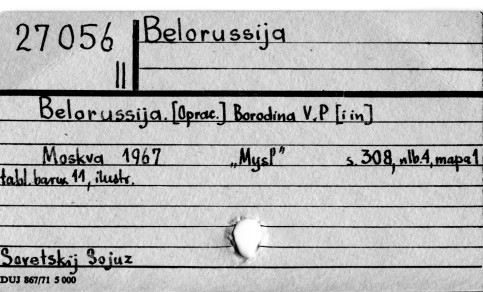 27056 Belorussija
II
Belorussija. [Oprac.] Borodina V.P [i in]
Moskva 1967 „Mysl" s. 308, nlb.4, mapa 1
tabl. barw. 11, ilustr.
Sovetskij Sojuz
DUJ 867/71 5 000